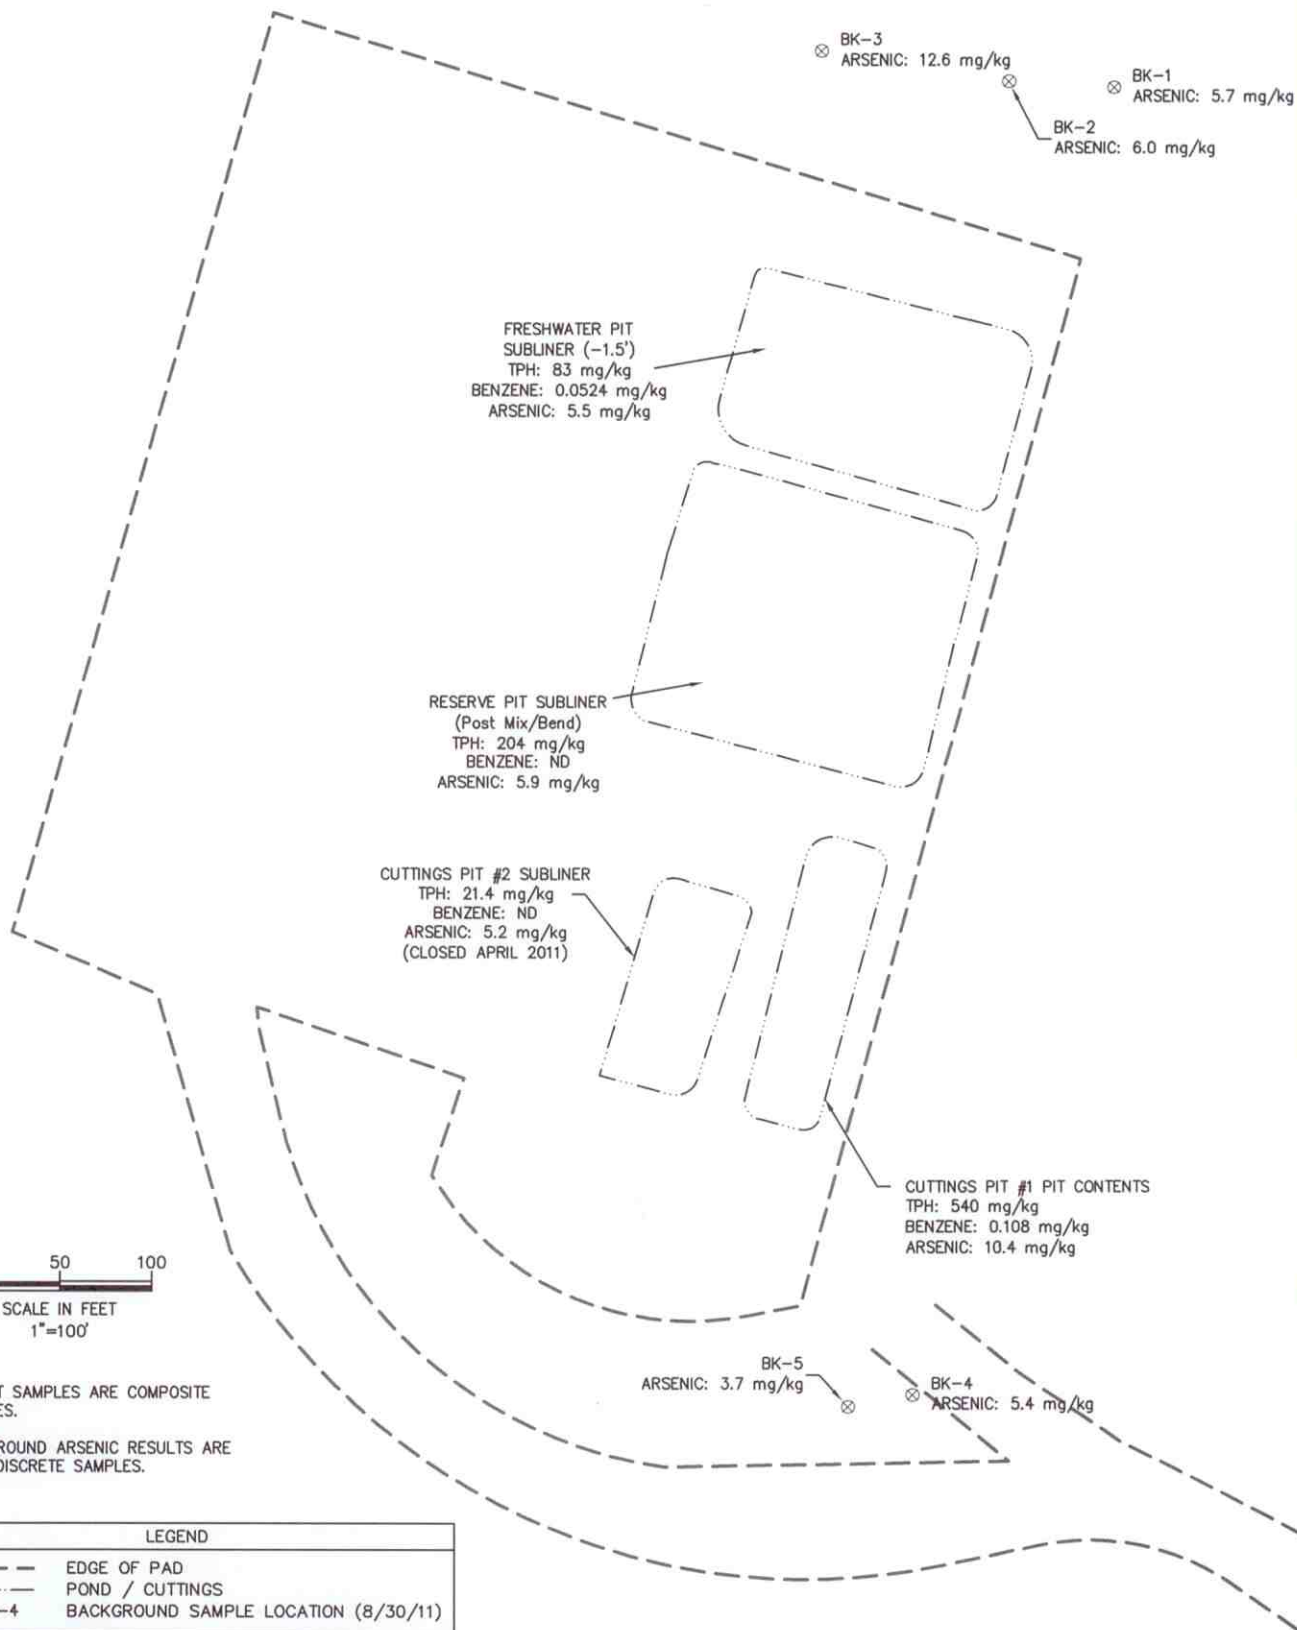 BK-3
ARSENIC: 12.6 mg/kg
BK-1
ARSENIC: 5.7 mg/kg
BK-2
ARSENIC: 6.0 mg/kg
FRESHWATER PIT
SUBLINER (-1.5')
TPH: 83 mg/kg
BENZENE: 0.0524 mg/kg
ARSENIC: 5.5 mg/kg
RESERVE PIT SUBLINER
(Post Mix/Bend)
TPH: 204 mg/kg
BENZENE: ND
ARSENIC: 5.9 mg/kg
CUTTINGS PIT #2 SUBLINER
TPH: 21.4 mg/kg
BENZENE: ND
ARSENIC: 5.2 mg/kg
(CLOSED APRIL 2011)
CUTTINGS PIT #1 PIT CONTENTS
TPH: 540 mg/kg
BENZENE: 0.108 mg/kg
ARSENIC: 10.4 mg/kg
50 100
SCALE IN FEET
1"=100'
BK-5
ARSENIC: 3.7 mg/kg
BK-4
ARSENIC: 5.4 mg/kg
T SAMPLES ARE COMPOSITE
ES.
ROUND ARSENIC RESULTS ARE
DISCRETE SAMPLES.
LEGEND
EDGE OF PAD
POND / CUTTINGS
-4 BACKGROUND SAMPLE LOCATION (8/30/11)